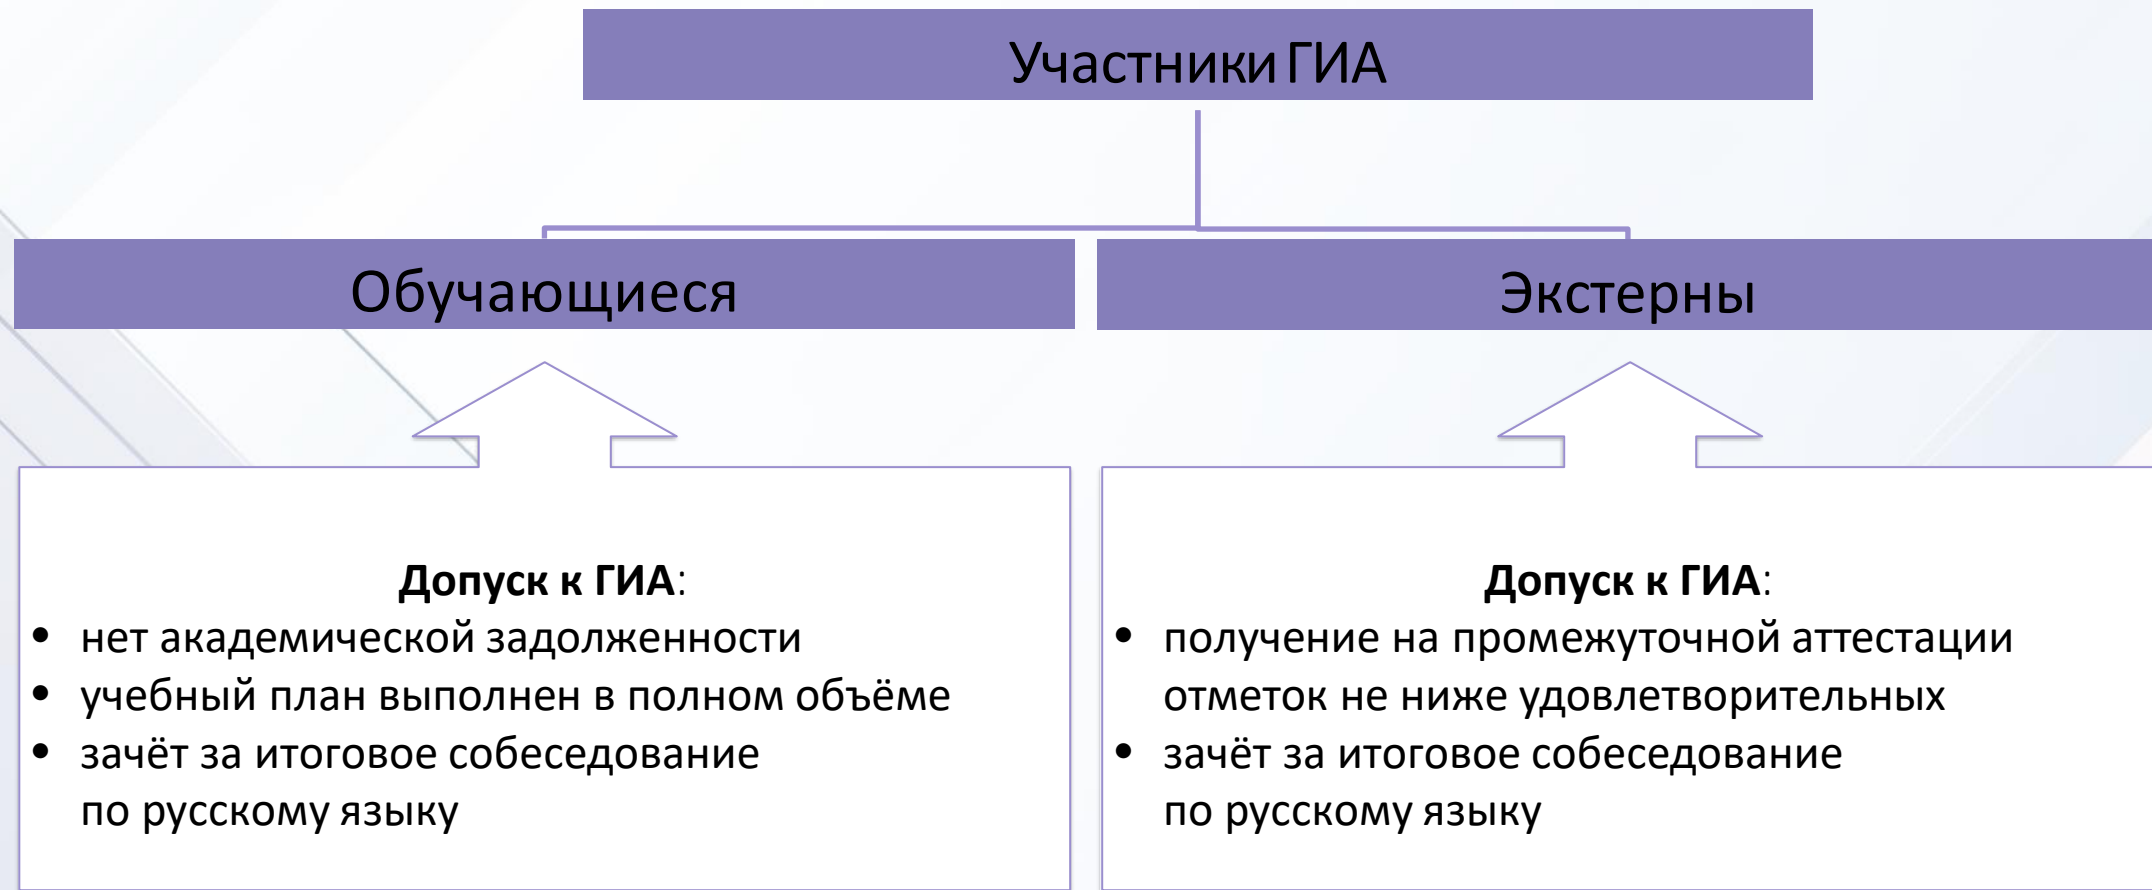 Участники ГИА
Обучающиеся
Экстерны
Допуск к ГИА:
• нет академической задолженности
• учебный план выполнен в полном объёме
• зачёт за итоговое собеседование
по русскому языку
Допуск к ГИА:
• получение на промежуточной аттестации
отметок не ниже удовлетворительных
• зачёт за итоговое собеседование
по русскому языку